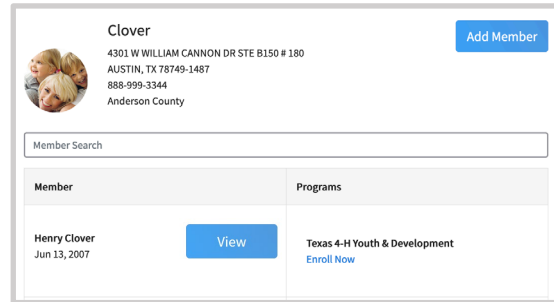 Clover
Add Member
4301 W WILLIAM CANNON DR STE B150 # 180
AUSTIN, TX 78749-1487
888-999-3344
Anderson County
Member Search
Member
Programs
Henry Clover
Jun 13, 2007
View
Texas 4-H Youth & Development
Enroll Now